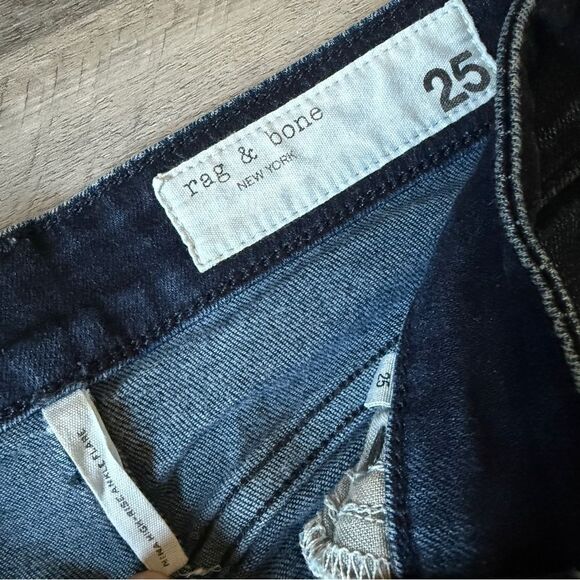 rag & bone
NEW YORK
25
25
NINA HIGH-RISE ANKLE FLARE